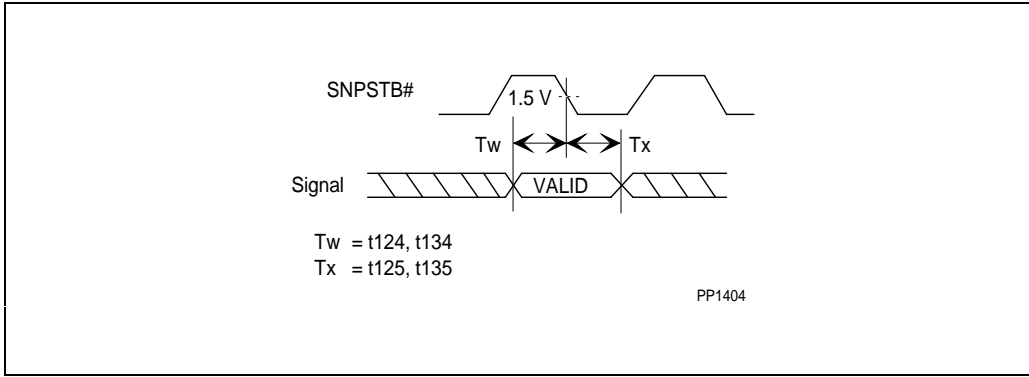 SNPSTB#
1.5 V
Tw
Tx
Signal
VALID
Tw = t124, t134
Tx = t125, t135
PP1404